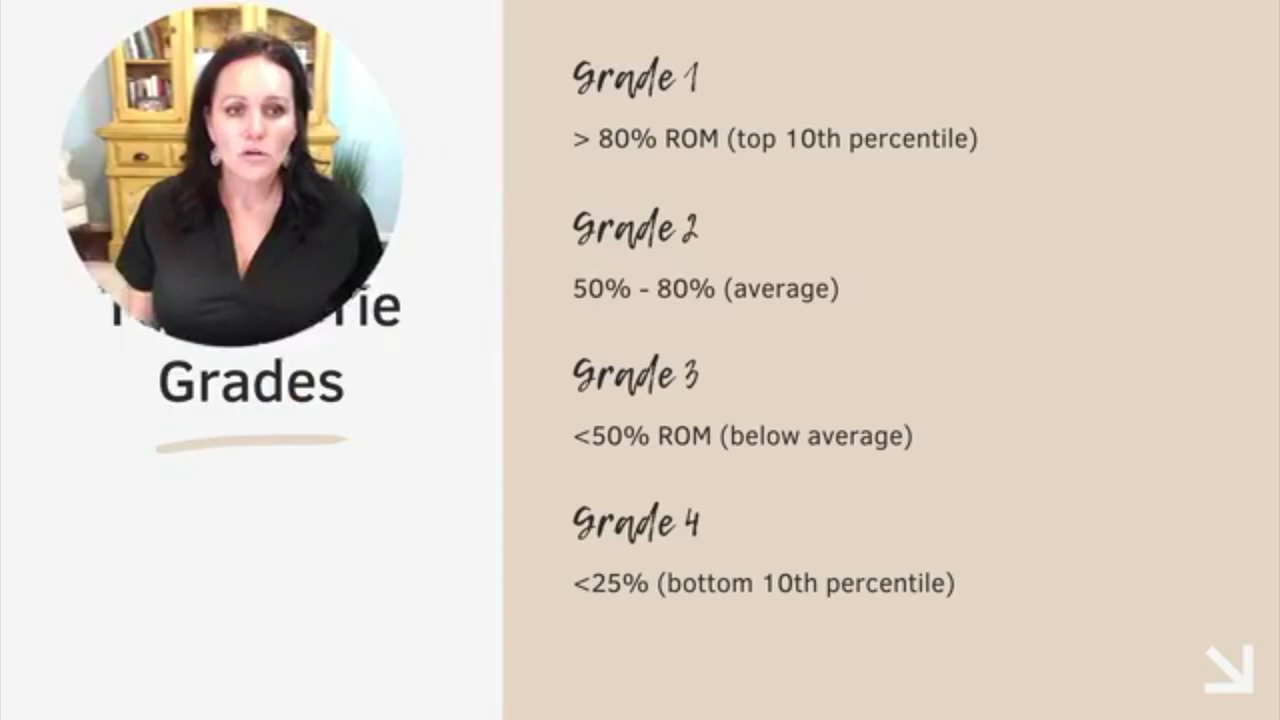 Grades
Grade 1
> 80% ROM (top 10th percentile)
Grade 2
50% - 80% (average)
Grade 3
<50% ROM (below average)
Grade 4
<25% (bottom 10th percentile)